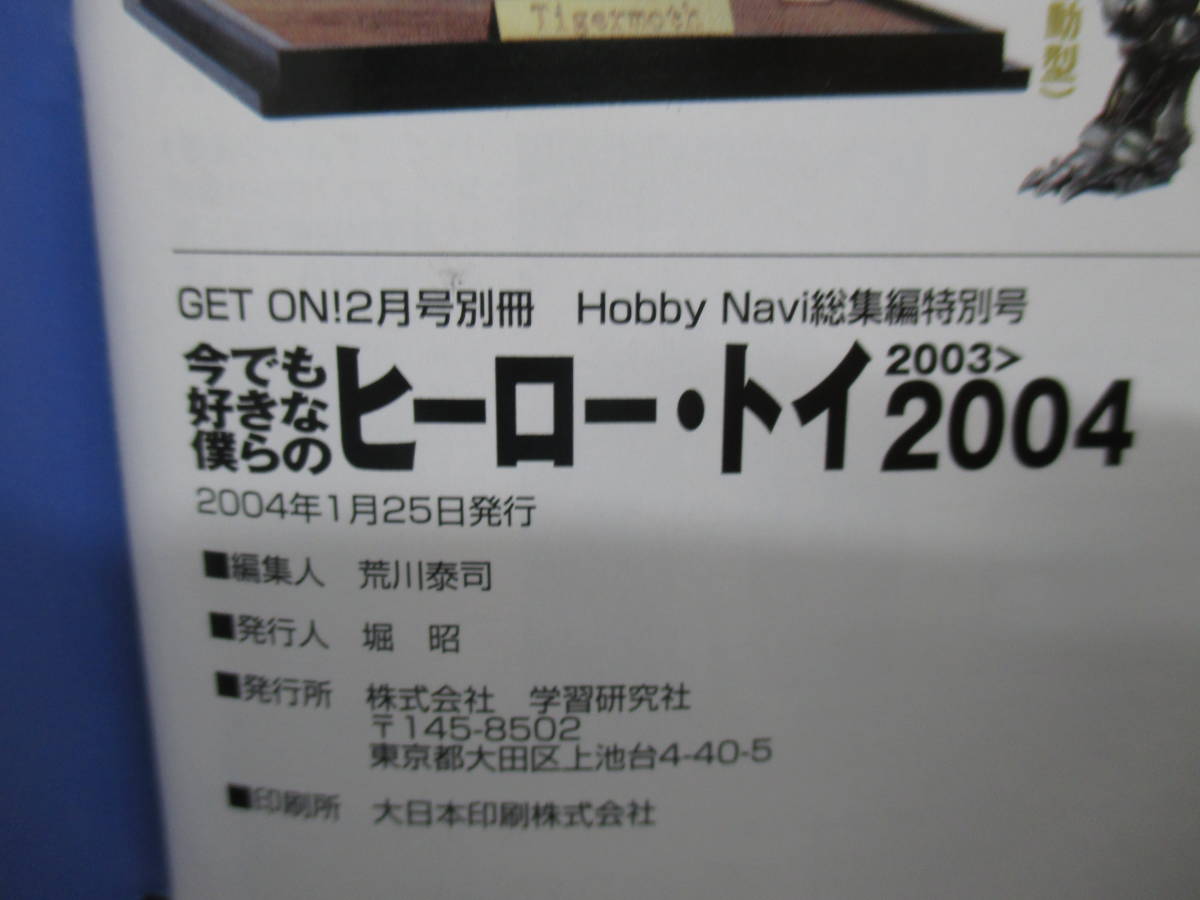 Tigermoth
動型）
GET ON!2月号別冊　Hobby Navi総集編特別号
今でも
好きな
僕らの
ヒーロー・トイ
2003>
2004
2004年1月25日発行
■編集人　荒川泰司
■発行人　堀　昭
■発行所　株式会社　学習研究社
〒145-8502
東京都大田区上池台4-40-5
■印刷所　大日本印刷株式会社